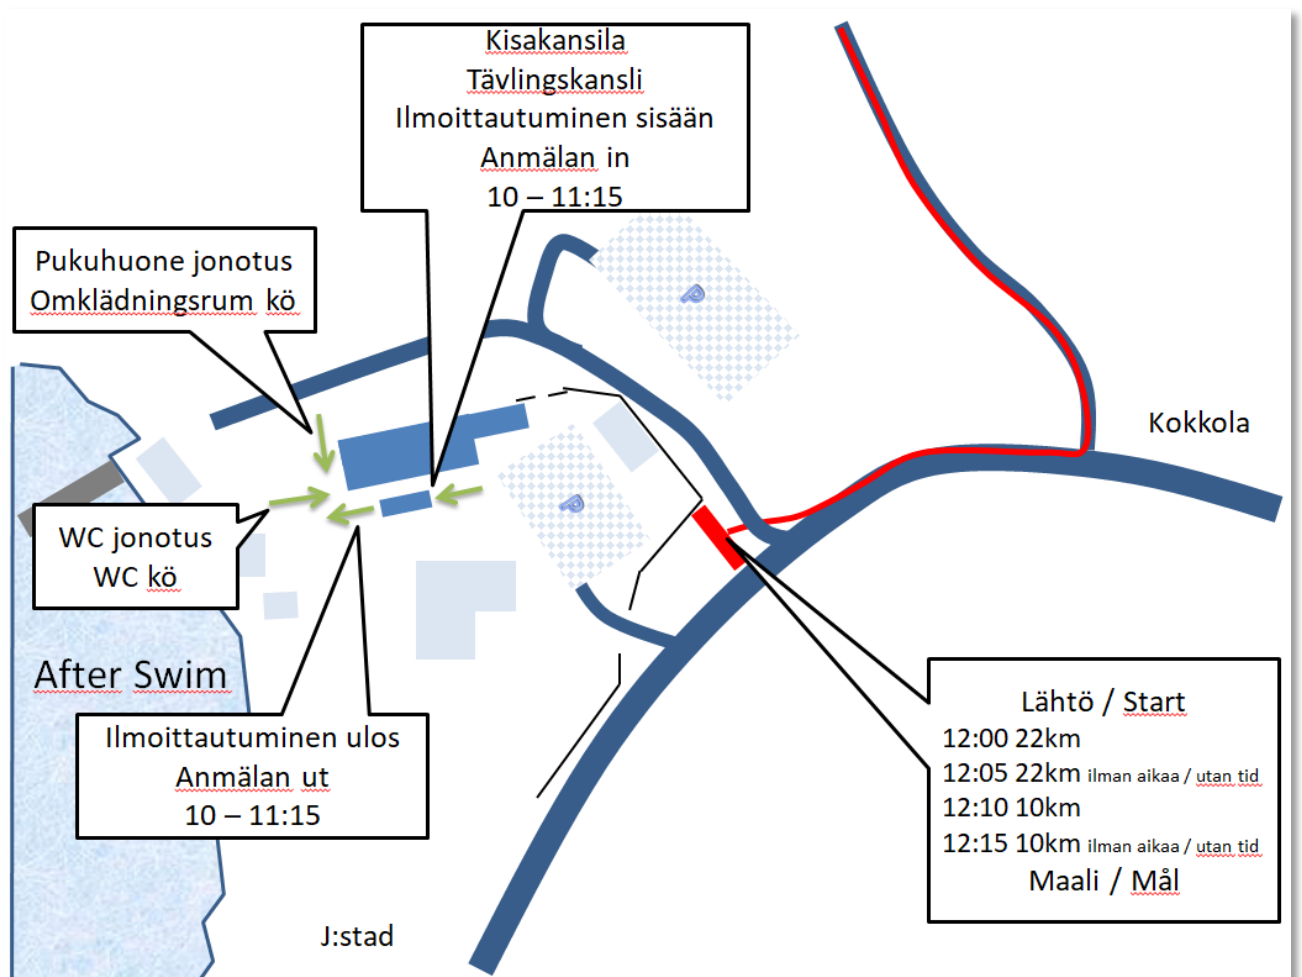 Kisakansila
Tävlingskansli
Ilmoittautuminen sisään
Anmälan in
10 – 11:15
Pukuhuone jonotus
Omklädningsrum kö
P
Kokkola
P
WC jonotus
WC kö
After Swim
Ilmoittautuminen ulos
Anmälan ut
10 – 11:15
Lähtö / Start
12:00 22km
12:05 22km ilman aikaa / utan tid
12:10 10km
12:15 10km ilman aikaa / utan tid
Maali / Mål
J:stad